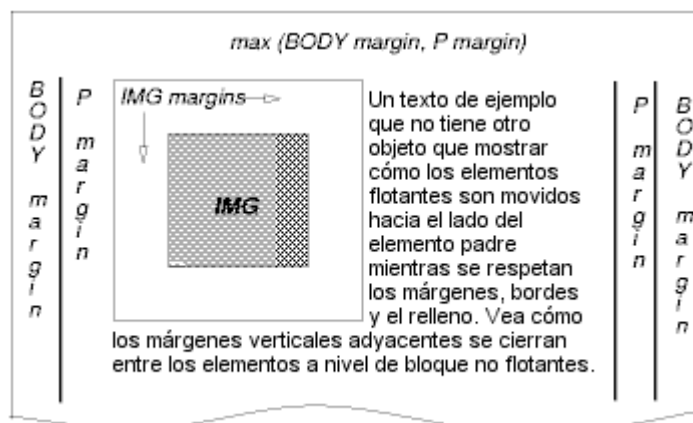 max (BODY margin, P margin)
BODY margin
P margin
IMG margins
IMG
Un texto de ejemplo
que no tiene otro
objeto que mostrar
cómo los elementos
flotantes son movidos
hacia el lado del
elemento padre
mientras se respetan
los márgenes, bordes
y el relleno. Vea cómo
los márgenes verticales adyacentes se cierran
entre los elementos a nivel de bloque no flotantes.
P margin
BODY margin